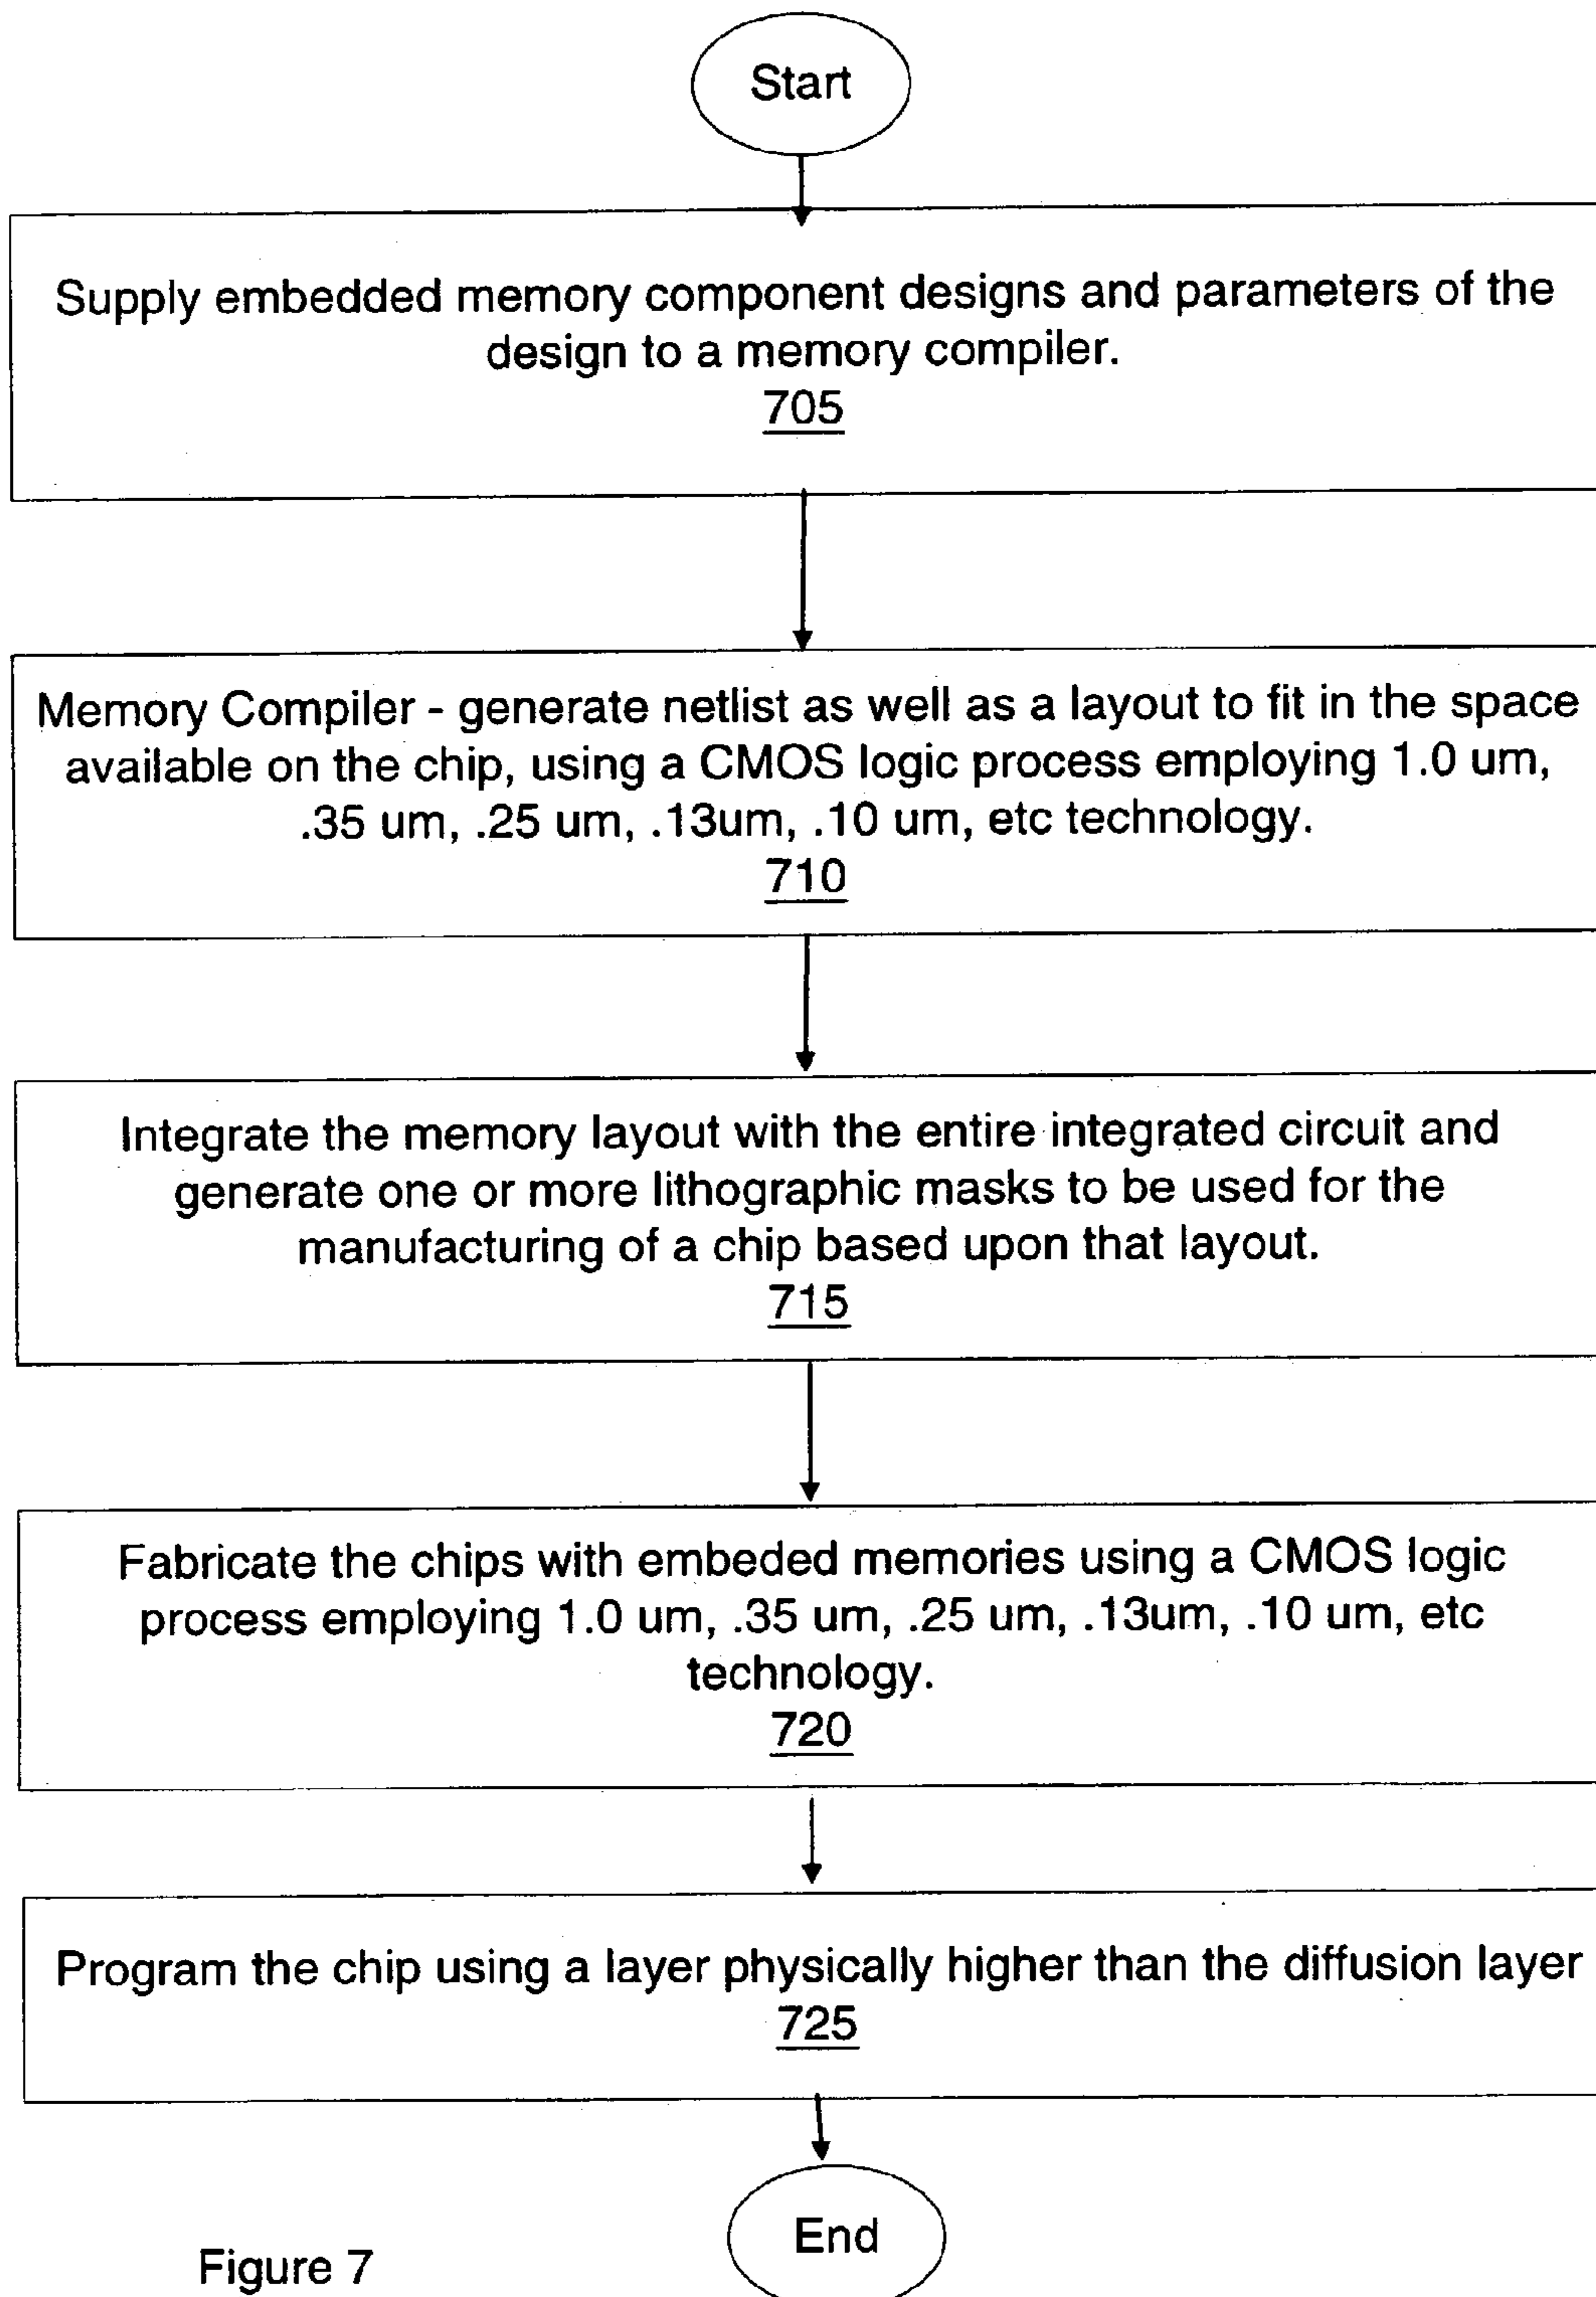 Start
Supply embedded memory component designs and parameters of the
design to a memory compiler.
705
Memory Compiler - generate netlist as well as a layout to fit in the space
available on the chip, using a CMOS logic process employing 1.0 um,
.35 um, .25 um, .13um, .10 um, etc technology.
710
Integrate the memory layout with the entire integrated circuit and
generate one or more lithographic masks to be used for the
manufacturing of a chip based upon that layout.
715
Fabricate the chips with embeded memories using a CMOS logic
process employing 1.0 um, .35 um, .25 um, .13um, .10 um, etc
technology.
720
Program the chip using a layer physically higher than the diffusion layer
725
End
Figure 7